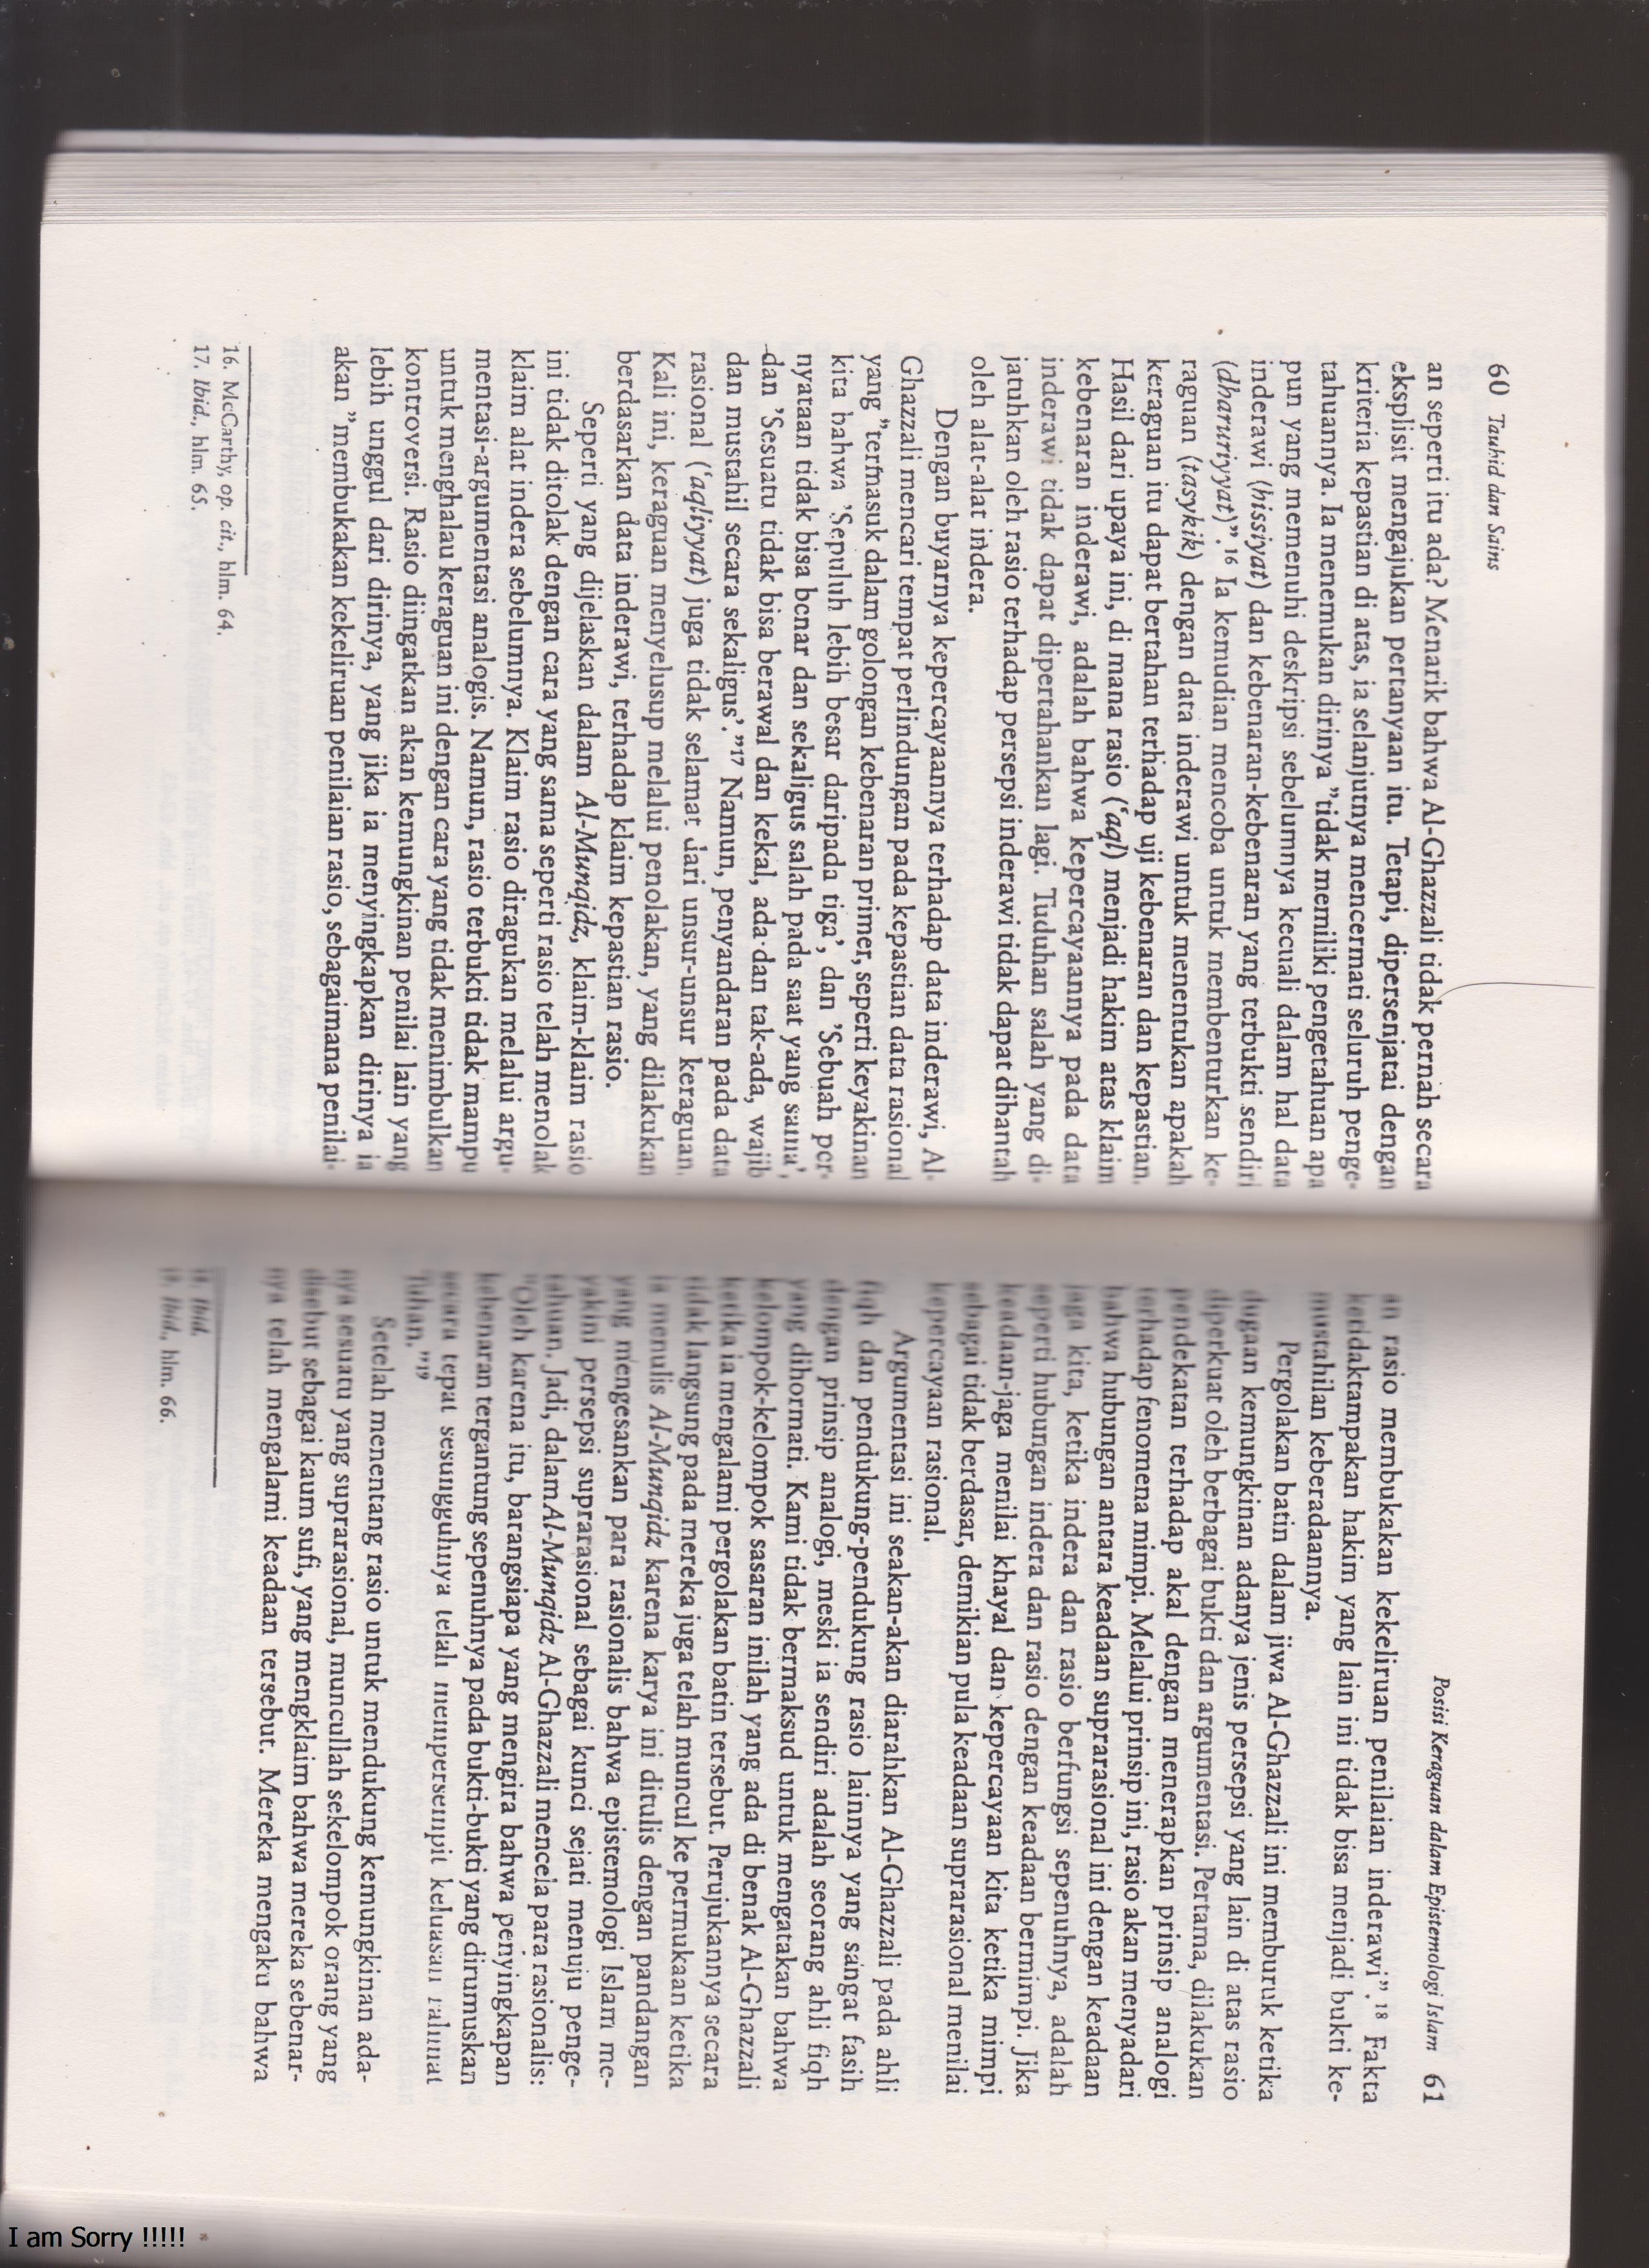 60 Tauhid dan Sains
an seperti itu ada? Menarik bahwa Al-Ghazzali tidak pernah secara
eksplisit mengajukan pertanyaan itu. Tetapi, dipersenjatai dengan
kriteria kepastian di atas, ia selanjutnya mencermati seluruh penge-
tahuannya. Ia menemukan dirinya "tidak memiliki pengetahuan apa
pun yang memenuhi deskripsi sebelumnya kecuali dalam hal data
inderawi (hissiyat) dan kebenaran-kebenaran yang terbukti sendiri
(dharuriyyat)".16 Ia kemudian mencoba untuk membenturkan ke-
raguan (tasykik) dengan data inderawi untuk menentukan apakah
keraguan itu dapat bertahan terhadap uji kebenaran dan kepastian.
Hasil dari upaya ini, di mana rasio ('aql) menjadi hakim atas klaim
kebenaran inderawi, adalah bahwa kepercayaannya pada data
inderawi tidak dapat dipertahankan lagi. Tuduhan salah yang di-
jatuhkan oleh rasio terhadap persepsi inderawi tidak dapat dibantah
oleh alat-alat indera.
Dengan buyarnya kepercayaannya terhadap data inderawi, Al-
Ghazzali mencari tempat perlindungan pada kepastian data rasional
yang "termasuk dalam golongan kebenaran primer, seperti keyakinan
kita bahwa 'Sepuluh lebih besar daripada tiga', dan 'Sebuah per-
nyataan tidak bisa benar dan sekaligus salah pada saat yang sama',
dan 'Sesuatu tidak bisa berawal dan kekal, ada dan tak-ada, wajib
dan mustahil secara sekaligus'."17 Namun, penyandaran pada data
rasional ('aqliyyat) juga tidak selamat dari unsur-unsur keraguan.
Kali ini, keraguan menyelusup melalui penolakan, yang dilakukan
berdasarkan data inderawi, terhadap klaim kepastian rasio.
Seperti yang dijelaskan dalam Al-Munqidz, klaim-klaim rasio
ini tidak ditolak dengan cara yang sama seperti rasio telah menolak
klaim alat indera sebelumnya. Klaim rasio diragukan melalui argu-
mentasi-argumentasi analogis. Namun, rasio terbukti tidak mampu
untuk menghalau keraguan ini dengan cara yang tidak menimbulkan
kontroversi. Rasio diingatkan akan kemungkinan penilai lain yang
lebih unggul dari dirinya, yang jika ia menyingkapkan dirinya ia
akan "membukakan kekeliruan penilaian rasio, sebagaimana penilai-
16. McCarthy, op. cit., hlm. 64.
17. Ibid., hlm. 65.
Posisi Keraguan dalam Epistemologi Islam 61
an rasio membukakan kekeliruan penilaian inderawi".18 Fakta
ketidaktampakan hakim yang lain ini tidak bisa menjadi bukti ke-
mustahilan keberadaannya.
Pergolakan batin dalam jiwa Al-Ghazzali ini memburuk ketika
dugaan kemungkinan adanya jenis persepsi yang lain di atas rasio
diperkuat oleh berbagai bukti dan argumentasi. Pertama, dilakukan
pendekatan terhadap akal dengan menerapkan prinsip analogi
terhadap fenomena mimpi. Melalui prinsip ini, rasio akan menyadari
bahwa hubungan antara keadaan suprarasional ini dengan keadaan
jaga kita, ketika indera dan rasio berfungsi sepenuhnya, adalah
seperti hubungan indera dan rasio dengan keadaan bermimpi. Jika
keadaan-jaga menilai khayal dan kepercayaan kita ketika mimpi
sebagai tidak berdasar, demikian pula keadaan suprarasional menilai
kepercayaan rasional.
Argumentasi ini seakan-akan diarahkan Al-Ghazzali pada ahli
fiqh dan pendukung-pendukung rasio lainnya yang sangat fasih
dengan prinsip analogi, meski ia sendiri adalah seorang ahli fiqh
yang dihormati. Kami tidak bermaksud untuk mengatakan bahwa
kelompok-kelompok sasaran inilah yang ada di benak Al-Ghazzali
ketika ia mengalami pergolakan batin tersebut. Perujukannya secara
tidak langsung pada mereka juga telah muncul ke permukaan ketika
ia menulis Al-Munqidz karena karya ini ditulis dengan pandangan
yang mengesankan para rasionalis bahwa epistemologi Islam me-
yakini persepsi suprarasional sebagai kunci sejati menuju penge-
tahuan. Jadi, dalam Al-Munqidz Al-Ghazzali mencela para rasionalis:
"Oleh karena itu, barangsiapa yang mengira bahwa penyingkapan
kebenaran tergantung sepenuhnya pada bukti-bukti yang dirumuskan
secara tepat sesungguhnya telah mempersempit keluasan rahmat
Tuhan."19
Setelah menentang rasio untuk mendukung kemungkinan ada-
nya sesuatu yang suprarasional, muncullah sekelompok orang yang
disebut sebagai kaum sufi, yang mengklaim bahwa mereka sebenar-
nya telah mengalami keadaan tersebut. Mereka mengaku bahwa
18. Ibid.
19. Ibid., hlm. 66.
I am Sorry !!!!!